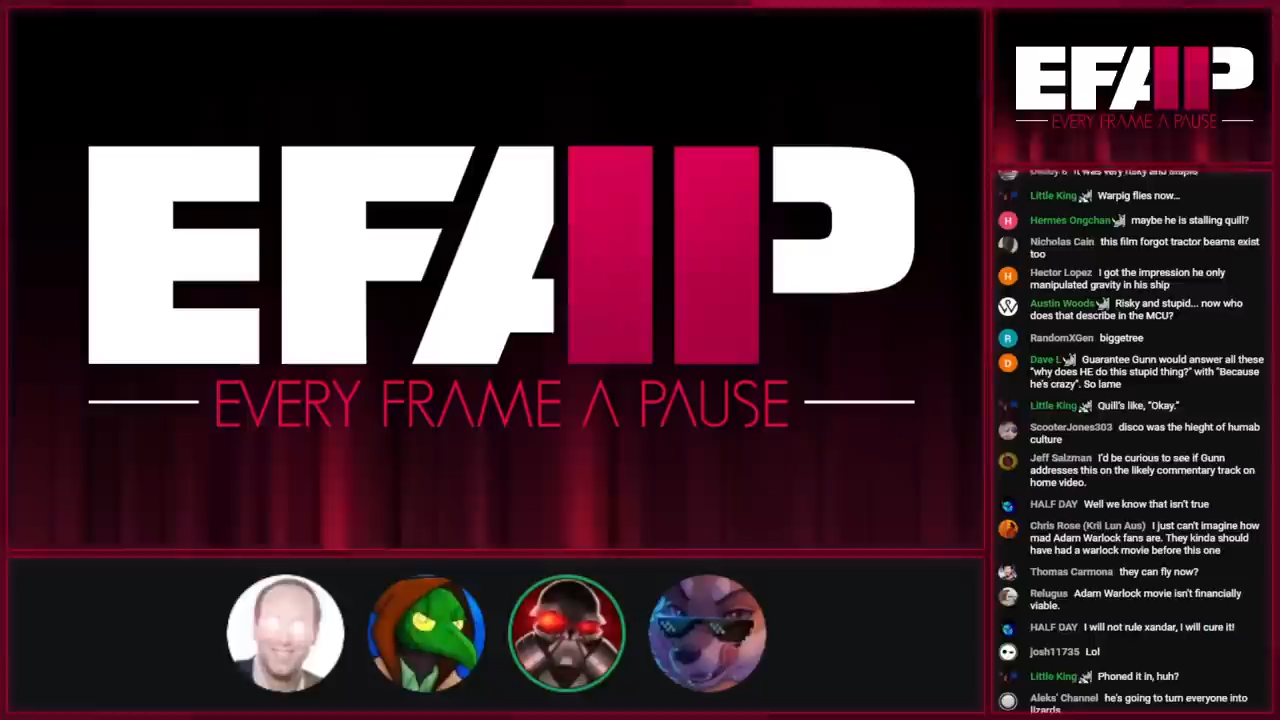 EFAP
EVERY FRAME A PAUSE
EFAP
EVERY FRAME A PAUSE
it was very risky and stupid
Little King Warpig flies now...
H
Hermes Ongchan maybe he is stalling quill?
Nicholas Cain this film forgot tractor beams exist
too
H
Hector Lopez I got the impression he only
manipulated gravity in his ship
Austin Woods Risky and stupid... now who
does that describe in the MCU?
R
RandomXGen biggetree
D
Dave L Guarantee Gunn would answer all these
"why does HE do this stupid thing?" with "Because
he's crazy". So lame
Little King Quill's like, "Okay."
ScooterJones303 disco was the hieght of humab
culture
Jeff Salzman I'd be curious to see if Gunn
addresses this on the likely commentary track on
home video.
HALF DAY Well we know that isn't true
Chris Rose (Kril Lun Aus) I just can't imagine how
mad Adam Warlock fans are. They kinda should
have had a warlock movie before this one
Thomas Carmona they can fly now?
Relugus Adam Warlock movie isn't financially
viable.
HALF DAY I will not rule xandar, I will cure it!
josh11735 Lol
Little King Phoned it in, huh?
Aleks' Channel he's going to turn everyone into
lizards